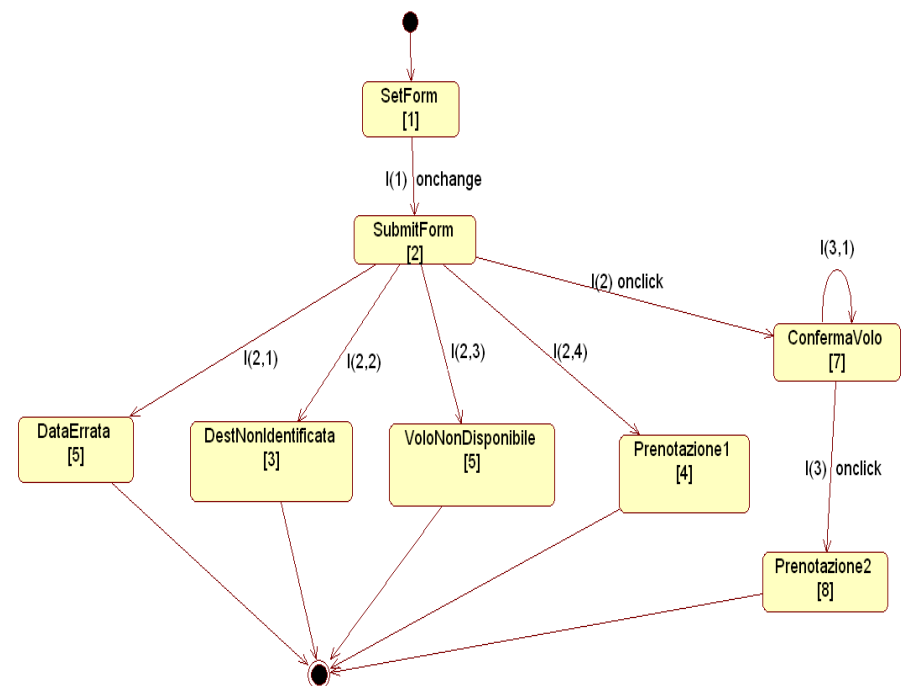 SetForm
[1]
I(1) onchange
SubmitForm
[2]
I(3,1)
I(2) onclick
ConfermaVolo
[7]
I(2,1)
I(2,2)
I(2,3)
I(2,4)
DataErrata
[5]
DestNonIdentificata
[3]
VoloNonDisponibile
[5]
Prenotazione1
[4]
I(3) onclick
Prenotazione2
[8]